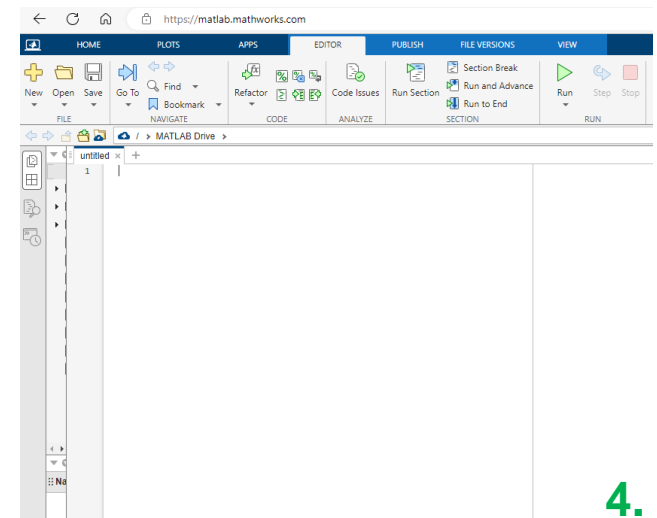 https://matlab.mathworks.com
HOME PLOTS APPS EDITOR PUBLISH FILE VERSIONS VIEW
New Open Save Go To Find Bookmark Refactor Code Issues Run Section Section Break Run and Advance Run to End Run Step Stop
FILE NAVIGATE CODE ANALYZE SECTION RUN
/ > MATLAB Drive >
untitled × +
1
Na
4.